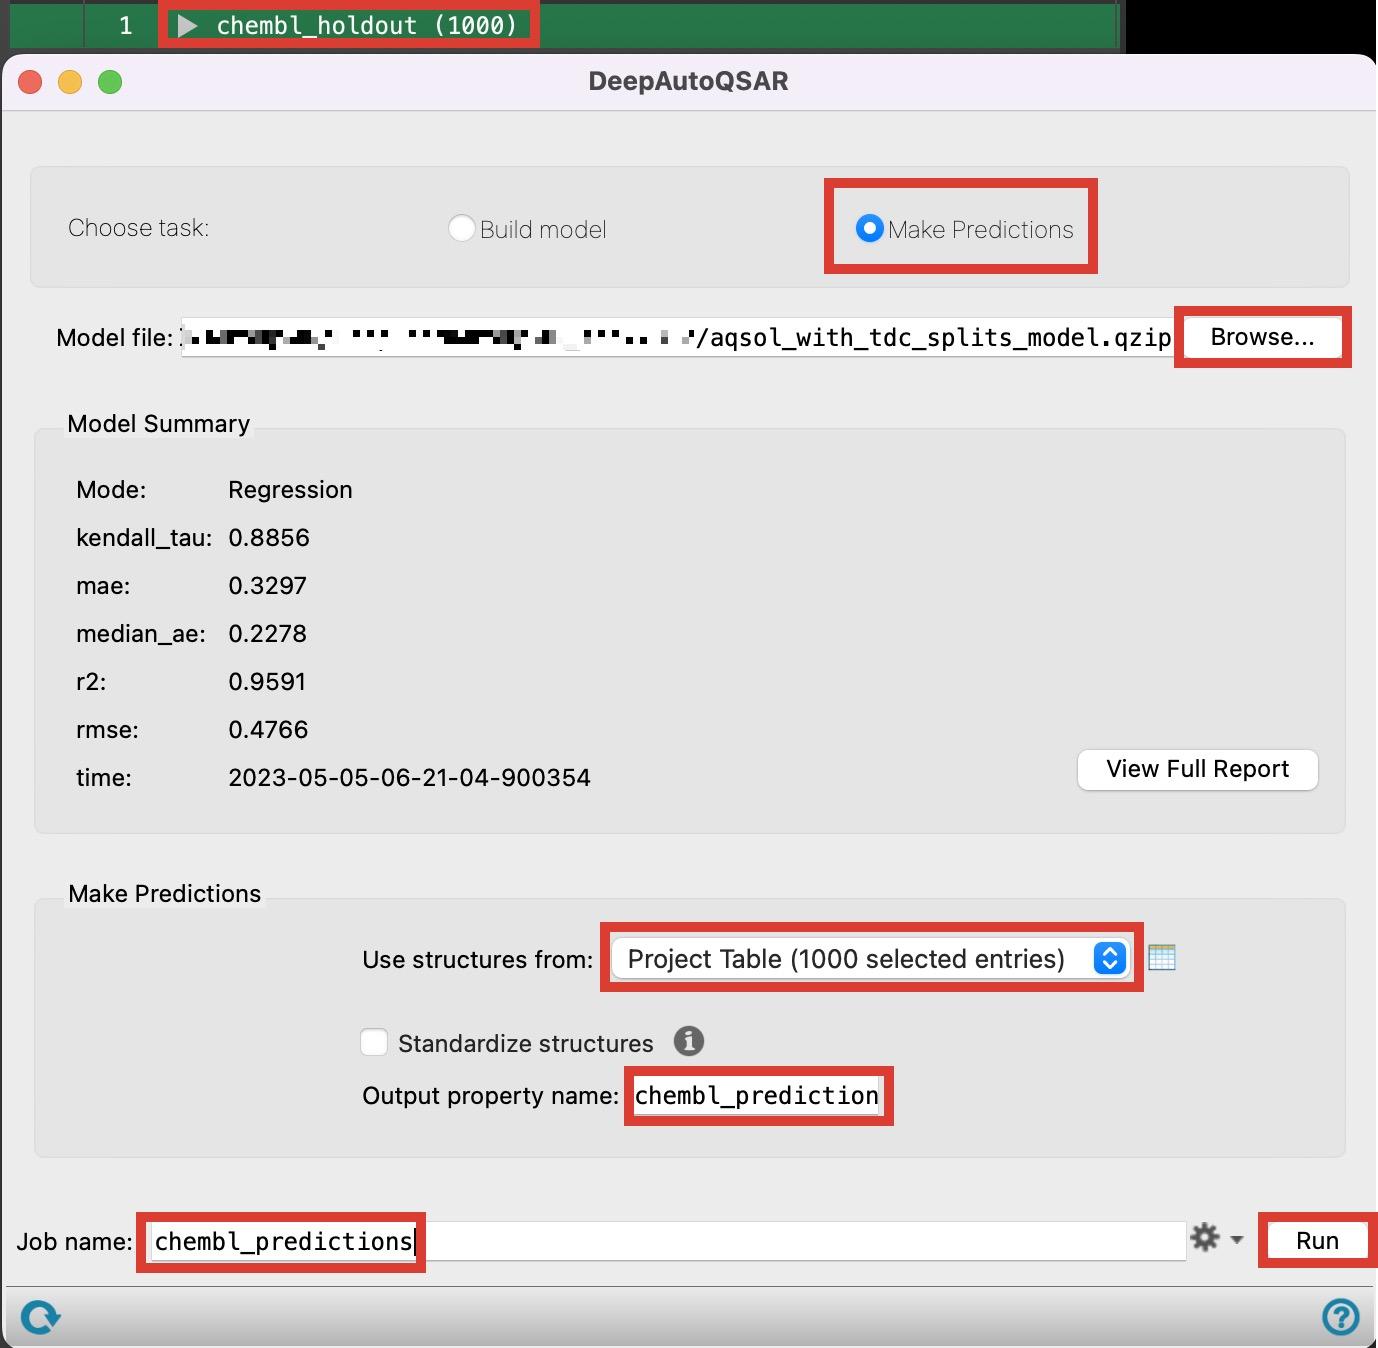 1 chembl_holdout (1000)
DeepAutoQSAR
Choose task: Build model Make Predictions
Model file: /aqsol_with_tdc_splits_model.qzip Browse...
Model Summary
Mode: Regression
kendall_tau: 0.8856
mae: 0.3297
median_ae: 0.2278
r2: 0.9591
rmse: 0.4766
time: 2023-05-05-06-21-04-900354
View Full Report
Make Predictions
Use structures from: Project Table (1000 selected entries)
Standardize structures
Output property name: chembl_prediction
Job name: chembl_predictions Run